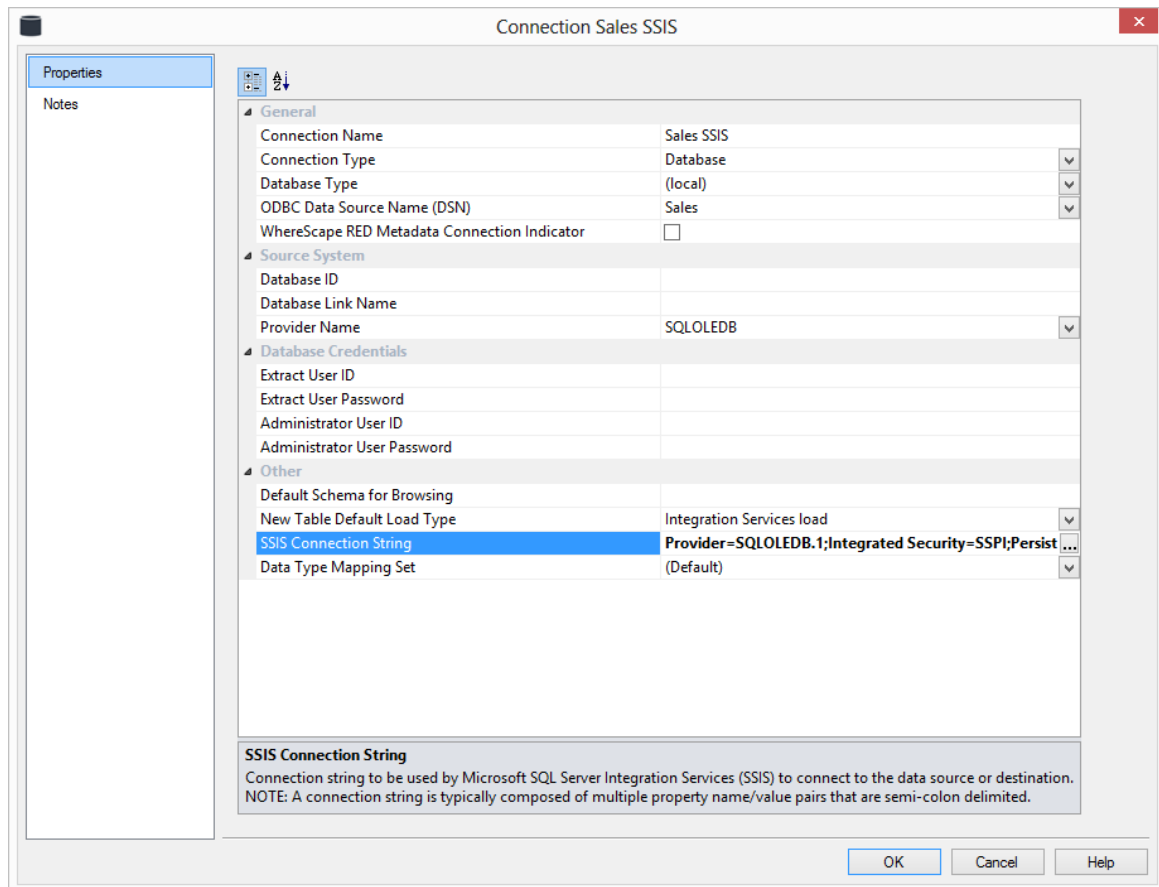 Connection Sales SSIS
Properties
Notes
General
Connection Name Sales SSIS
Connection Type Database
Database Type (local)
ODBC Data Source Name (DSN) Sales
WhereScape RED Metadata Connection Indicator
Source System
Database ID
Database Link Name
Provider Name SQLOLEDB
Database Credentials
Extract User ID
Extract User Password
Administrator User ID
Administrator User Password
Other
Default Schema for Browsing
New Table Default Load Type Integration Services load
SSIS Connection String Provider=SQLOLEDB.1;Integrated Security=SSPI;Persist ...
Data Type Mapping Set (Default)
SSIS Connection String
Connection string to be used by Microsoft SQL Server Integration Services (SSIS) to connect to the data source or destination.
NOTE: A connection string is typically composed of multiple property name/value pairs that are semi-colon delimited.
OK Cancel Help